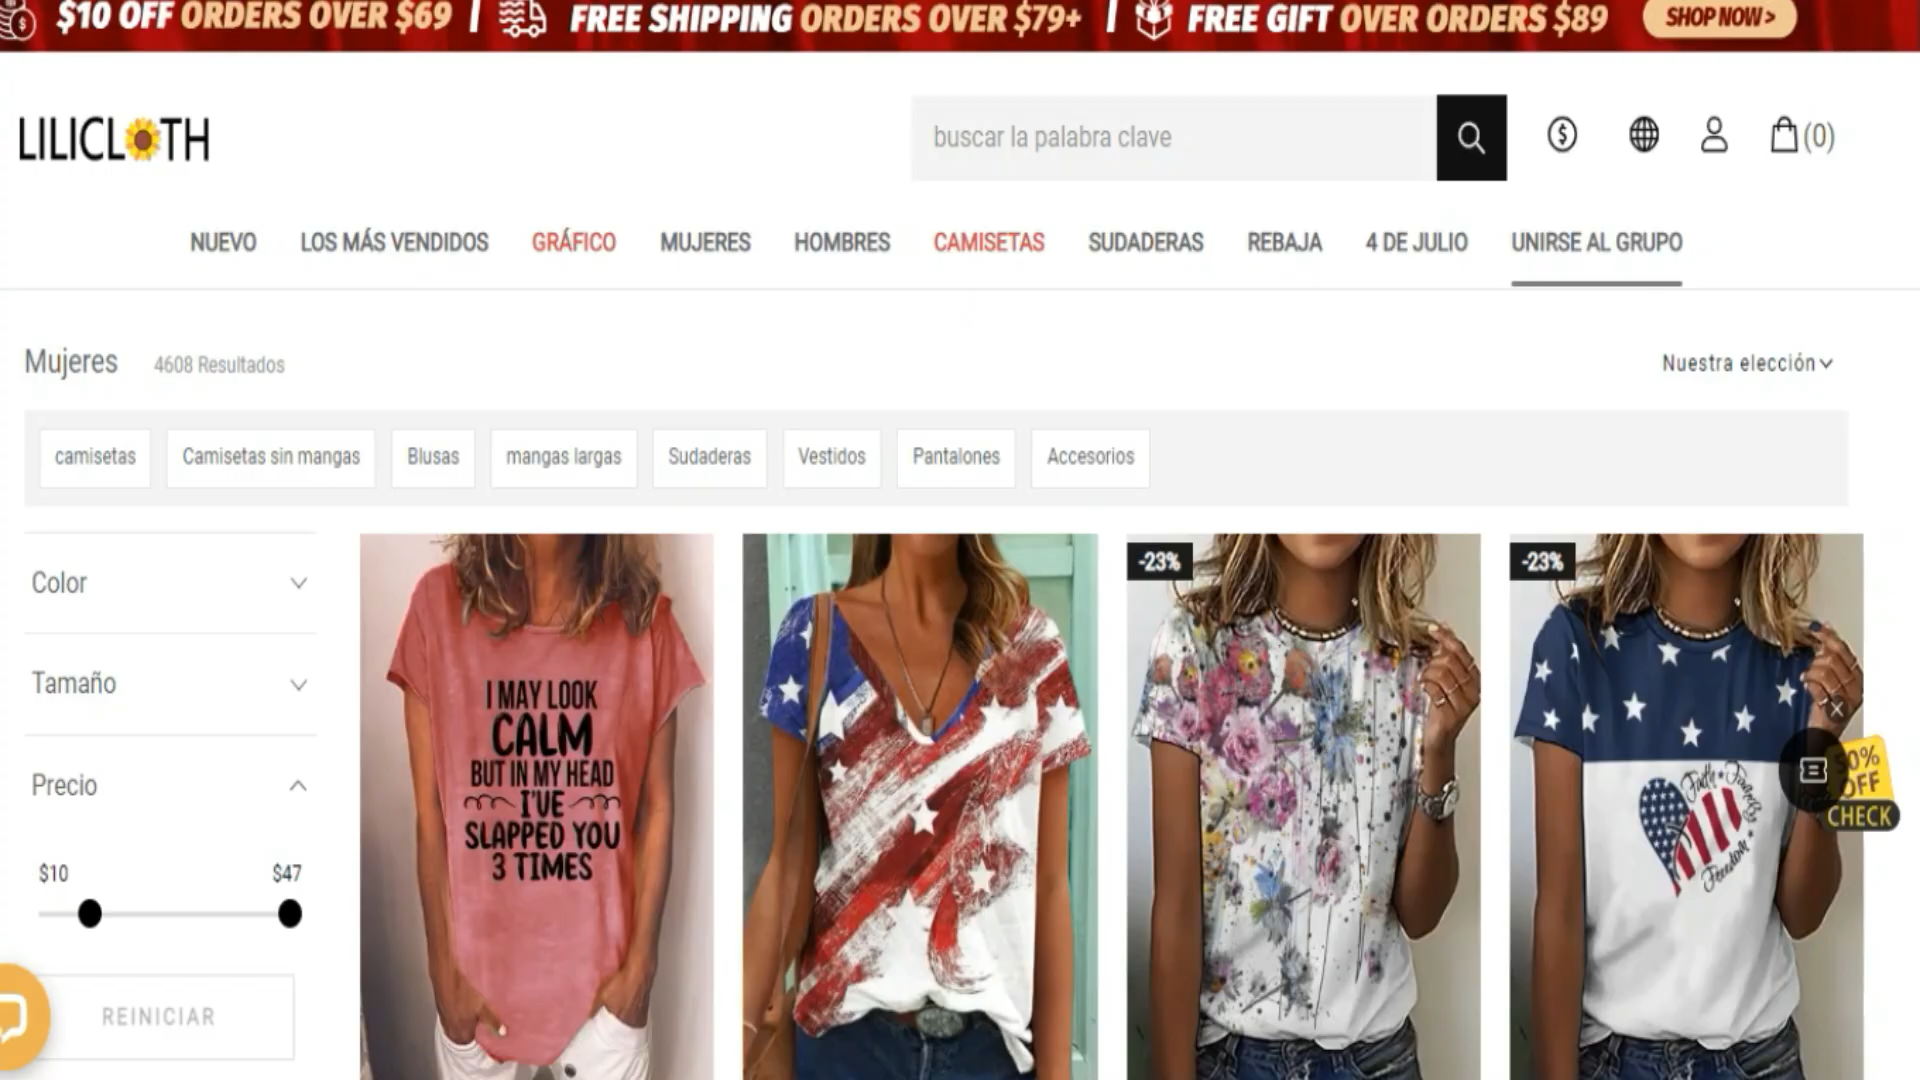 $10 OFF ORDERS OVER $69 | FREE SHIPPING ORDERS OVER $79+ | FREE GIFT OVER ORDERS $89 SHOP NOW >
LILICLOTH
buscar la palabra clave
(0)
NUEVO LOS MÁS VENDIDOS GRÁFICO MUJERES HOMBRES CAMISETAS SUDADERAS REBAJA 4 DE JULIO UNIRSE AL GRUPO
Mujeres 4608 Resultados
Nuestra elección
camisetas Camisetas sin mangas Blusas mangas largas Sudaderas Vestidos Pantalones Accesorios
Color
Tamaño
Precio
$10 $47
REINICIAR
I MAY LOOK
CALM
BUT IN MY HEAD
I'VE
SLAPPED YOU
3 TIMES
-23%
-23%
Faith Family
Freedom
0%
OFF
CHECK